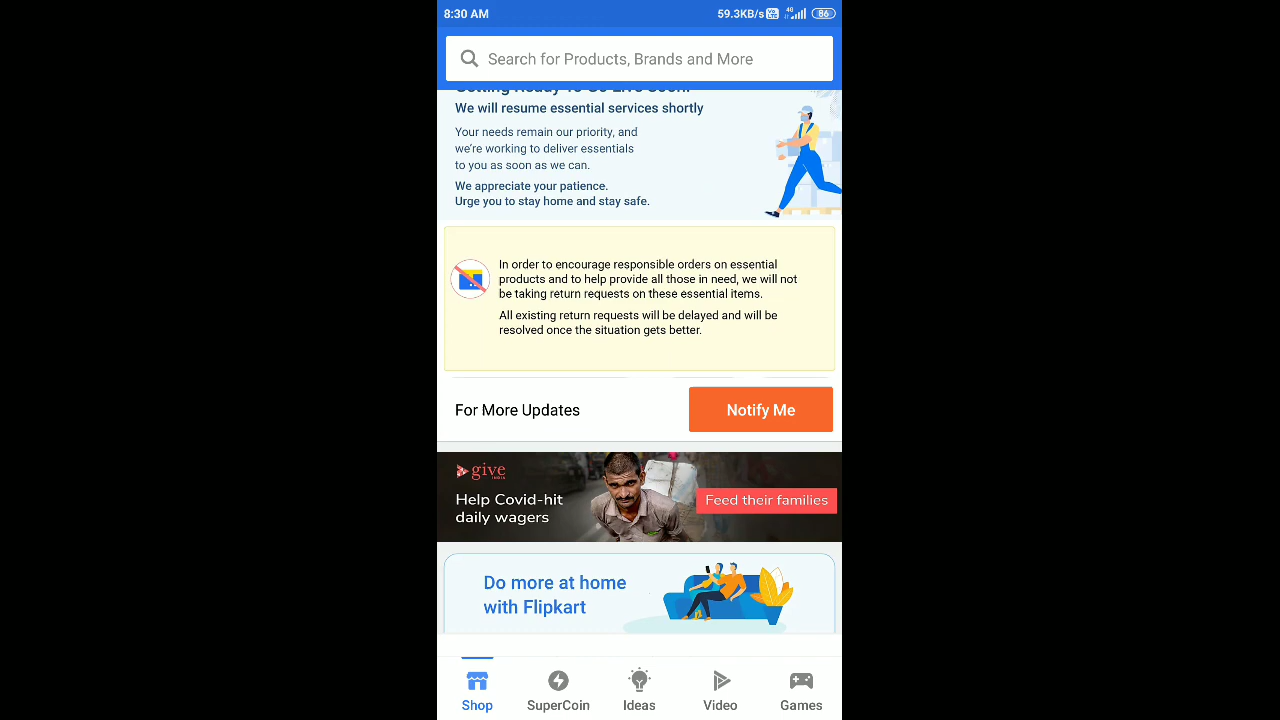 8:30 AM
59.3KB/s VoLTE 4G 86
Search for Products, Brands and More
Getting Ready To Go Live Soon!
We will resume essential services shortly
Your needs remain our priority, and
we're working to deliver essentials
to you as soon as we can.
We appreciate your patience.
Urge you to stay home and stay safe.
In order to encourage responsible orders on essential
products and to help provide all those in need, we will not
be taking return requests on these essential items.
All existing return requests will be delayed and will be
resolved once the situation gets better.
For More Updates
Notify Me
give
INDIA
Help Covid-hit
daily wagers
Feed their families
Do more at home
with Flipkart
Shop
SuperCoin
Ideas
Video
Games